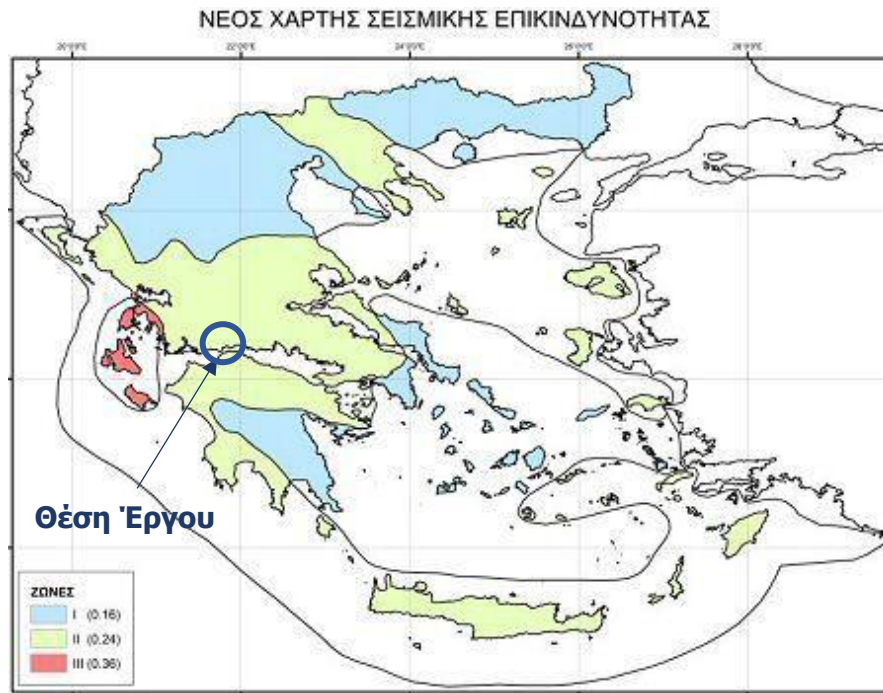 ΝΕΟΣ ΧΑΡΤΗΣ ΣΕΙΣΜΙΚΗΣ ΕΠΙΚΙΝΔΥΝΟΤΗΤΑΣ
Θέση Έργου
ΖΩΝΕΣ
I (0.16)
II (0.24)
III (0.36)